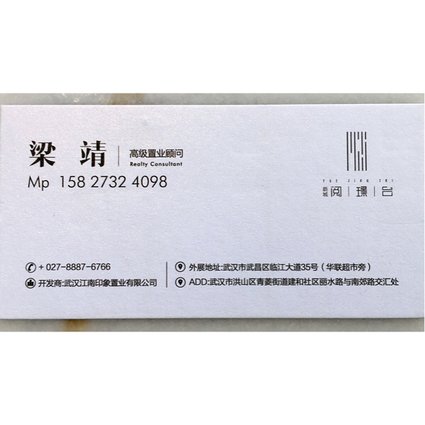 梁 靖
高级置业顾问
Realty Consultant
Mp 158 2732 4098
YUE JING TAI
阅璟台
+ 027-8887-6766
开发商:武汉江南印象置业有限公司
外展地址:武汉市武昌区临江大道35号（华联超市旁）
ADD:武汉市洪山区青菱街道建和社区丽水路与南郊路交汇处